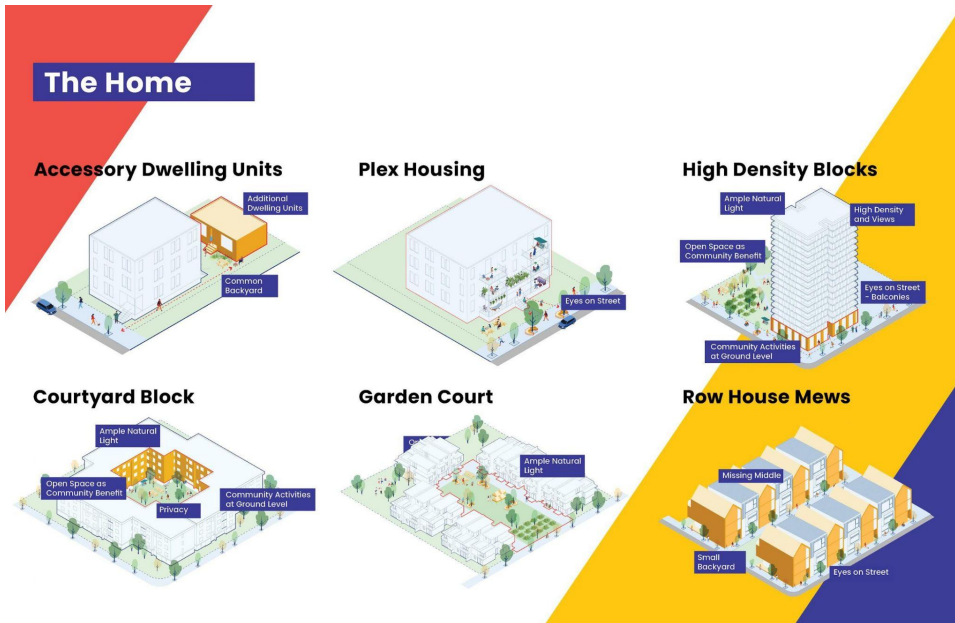 The Home
Accessory Dwelling Units
Additional
Dwelling Units
Common
Backyard
Plex Housing
Eyes on Street
High Density Blocks
Ample Natural
Light
High Density
and Views
Open Space as
Community Benefit
Eyes on Street
- Balconies
Community Activities
at Ground Level
Courtyard Block
Ample Natural
Light
Open Space as
Community Benefit
Community Activities
at Ground Level
Privacy
Garden Court
Ample Natural
Light
Row House Mews
Missing Middle
Small
Backyard
Eyes on Street